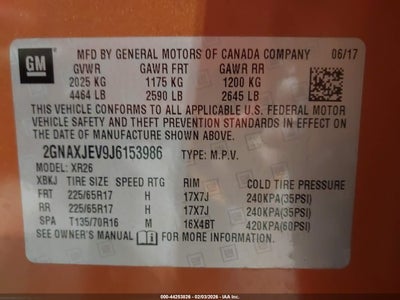 GM
MFD BY GENERAL MOTORS OF CANADA COMPANY 06/17
GVWR GAWR FRT GAWR RR
2025 KG 1175 KG 1200 KG
4464 LB 2590 LB 2645 LB
THIS VEHICLE CONFORMS TO ALL APPLICABLE U.S. FEDERAL MOTOR
VEHICLE SAFETY AND THEFT PREVENTION STANDARDS IN EFFECT ON
THE DATE OF MANUFACTURE SHOWN ABOVE.
2GNAXJEV9J6153986 TYPE: M.P.V.
MODEL: XR26
XBKJ TIRE SIZE SPEED RTG RIM COLD TIRE PRESSURE
FRT 225/65R17 H 17X7J 240KPA(35PSI)
RR 225/65R17 H 17X7J 240KPA(35PSI)
SP T135/70R16 M 16X4BT 420KPA(60PSI)
SEE OWNER'S MANUAL FOR MORE INFORMATION.
000-44253026 - 02/03/2026 - IAA CA